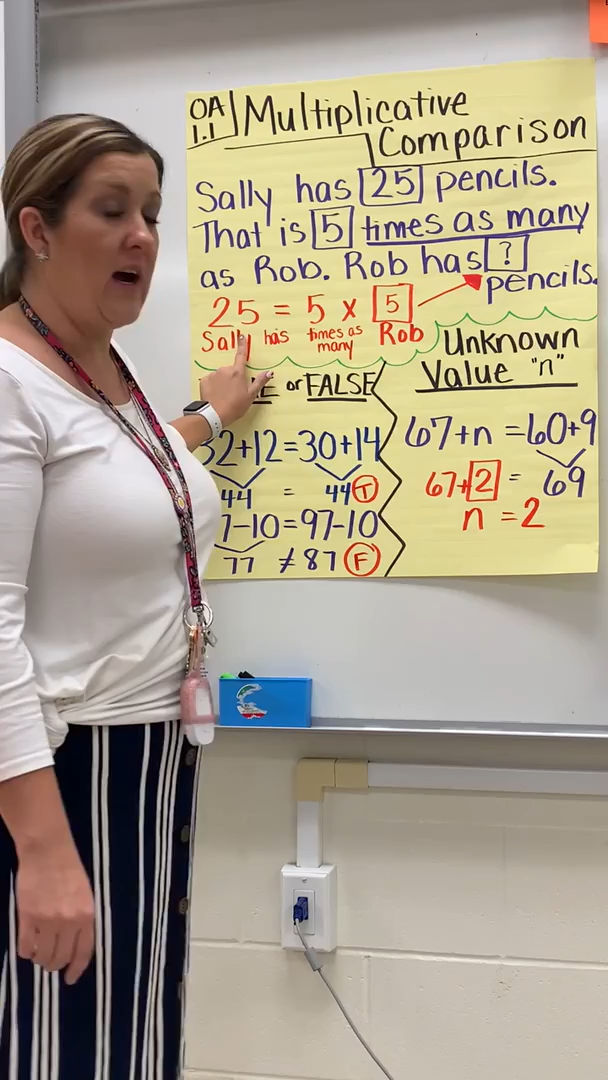 OA
1.1
Multiplicative
Comparison
Sally has 25 pencils.
That is 5 times as many
as Rob. Rob has ?
pencils.
25 = 5 x 5
Sally has times as many Rob
or FALSE
32+12=30+14
44 = 44 T
7-10=97-10
77 ≠ 87 F
Unknown
Value "n"
67+n =60+9
67+2 = 69
n = 2